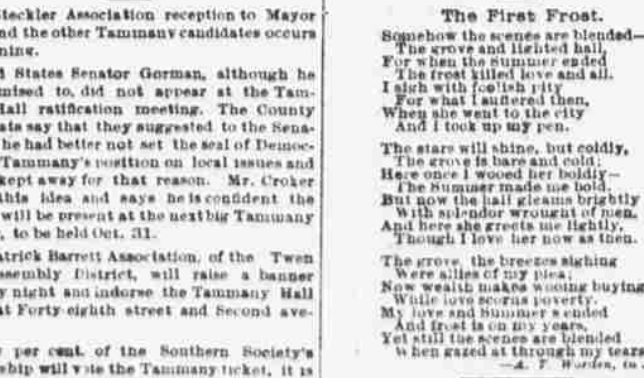 Steckler Association reception to Mayor
nd the other Tammany candidates occurs
ning.
d States Senator Gorman, although he
mised to, did not appear at the Tam-
Hall ratification meeting. The County
ats say that they suggested to the Sena-
he had better not set the seal of Democ-
Tammany's position on local issues and
kept away for that reason. Mr. Croker
this idea and says he is confident the
will be present at the next big Tammany
, to be held Oct. 31.
atrick Barrett Association, of the Twen
ssembly District, will raise a banner
y night and indorse the Tammany Hall
at Forty-eighth street and Second ave-
per cent. of the Southern Society's
ship will vote the Tammany ticket, it is
The First Frost.
Somehow the scenes are blended—
The grove and lighted hall,
For when the Summer ended
The frost killed love and all.
I sigh with foolish pity
For what I suffered then,
When she went to the city
And I took up my pen.
The stars will shine, but coldly,
The grove is bare and cold;
Here once I wooed her boldly—
The Summer made me bold.
But now the hall gleams brightly
With splendor wrought of men,
And here she greets me lightly,
Though I love her now as then.
The grove, the breezes sighing
Were allies of my plea;
Now wealth makes wooing buying
While love scorns poverty.
My love and Summer s ended
And frost is on my years,
Yet still the scenes are blended
When gazed at through my tears
—A. T. Worden, in